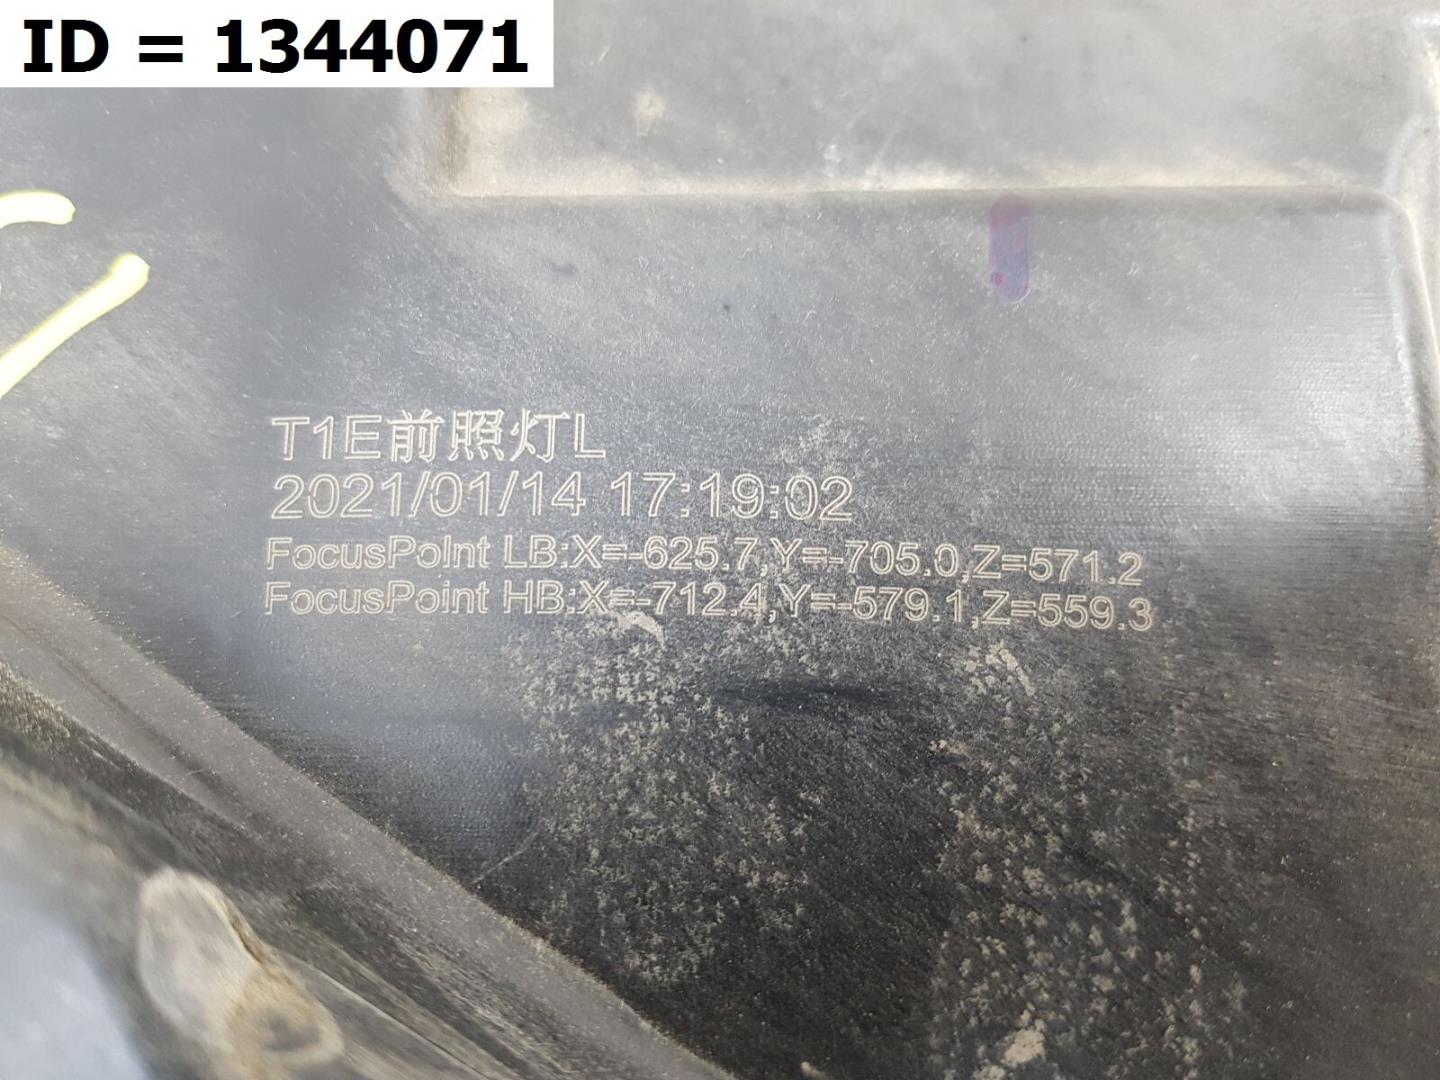 ID = 1344071
T1E前照灯L
2021/01/14 17:19:02
FocusPoint LB:X=-625.7,Y=-705.0,Z=571.2
FocusPoint HB:X=-712.4,Y=-579.1,Z=559.3